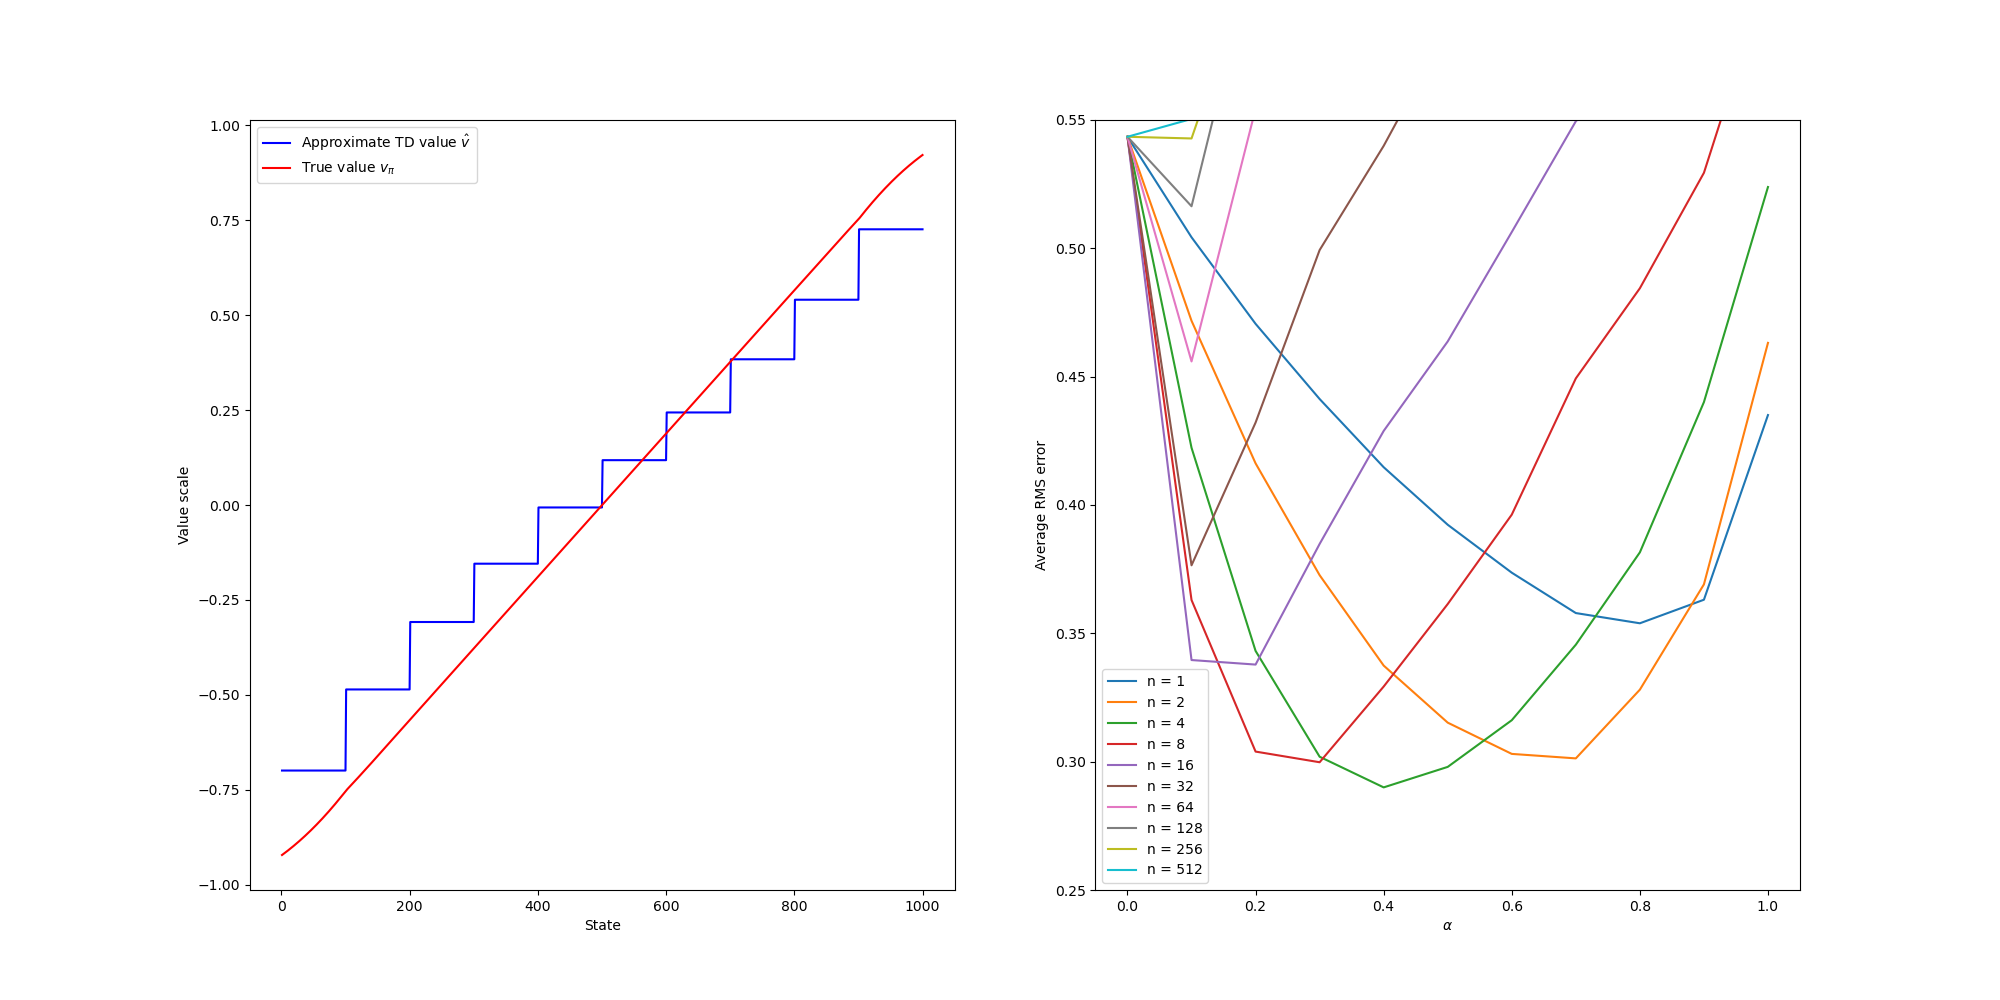 Approximate TD value v̂
True value vπ
1.00
0.75
0.50
0.25
0.00
−0.25
−0.50
−0.75
−1.00
Value scale
0 200 400 600 800 1000
State
0.55
0.50
0.45
0.40
0.35
0.30
0.25
Average RMS error
n = 1
n = 2
n = 4
n = 8
n = 16
n = 32
n = 64
n = 128
n = 256
n = 512
0.0 0.2 0.4 0.6 0.8 1.0
α